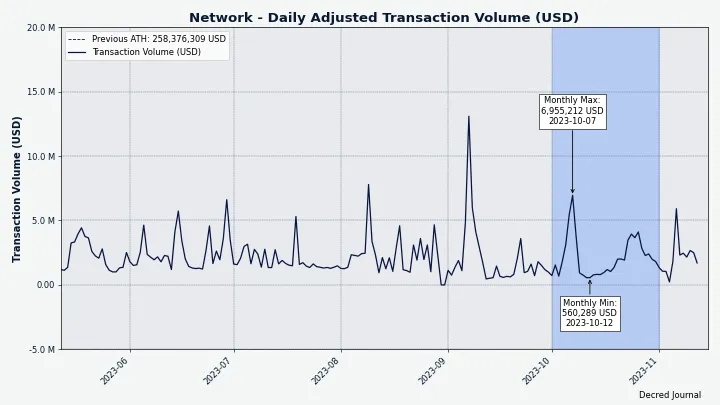 Network - Daily Adjusted Transaction Volume (USD)
20.0 M
Previous ATH: 258,376,309 USD
Transaction Volume (USD)
15.0 M
Monthly Max:
6,955,212 USD
2023-10-07
10.0 M
Transaction Volume (USD)
5.0 M
0.00
Monthly Min:
560,289 USD
2023-10-12
-5.0 M
2023-06
2023-07
2023-08
2023-09
2023-10
2023-11
Decred Journal